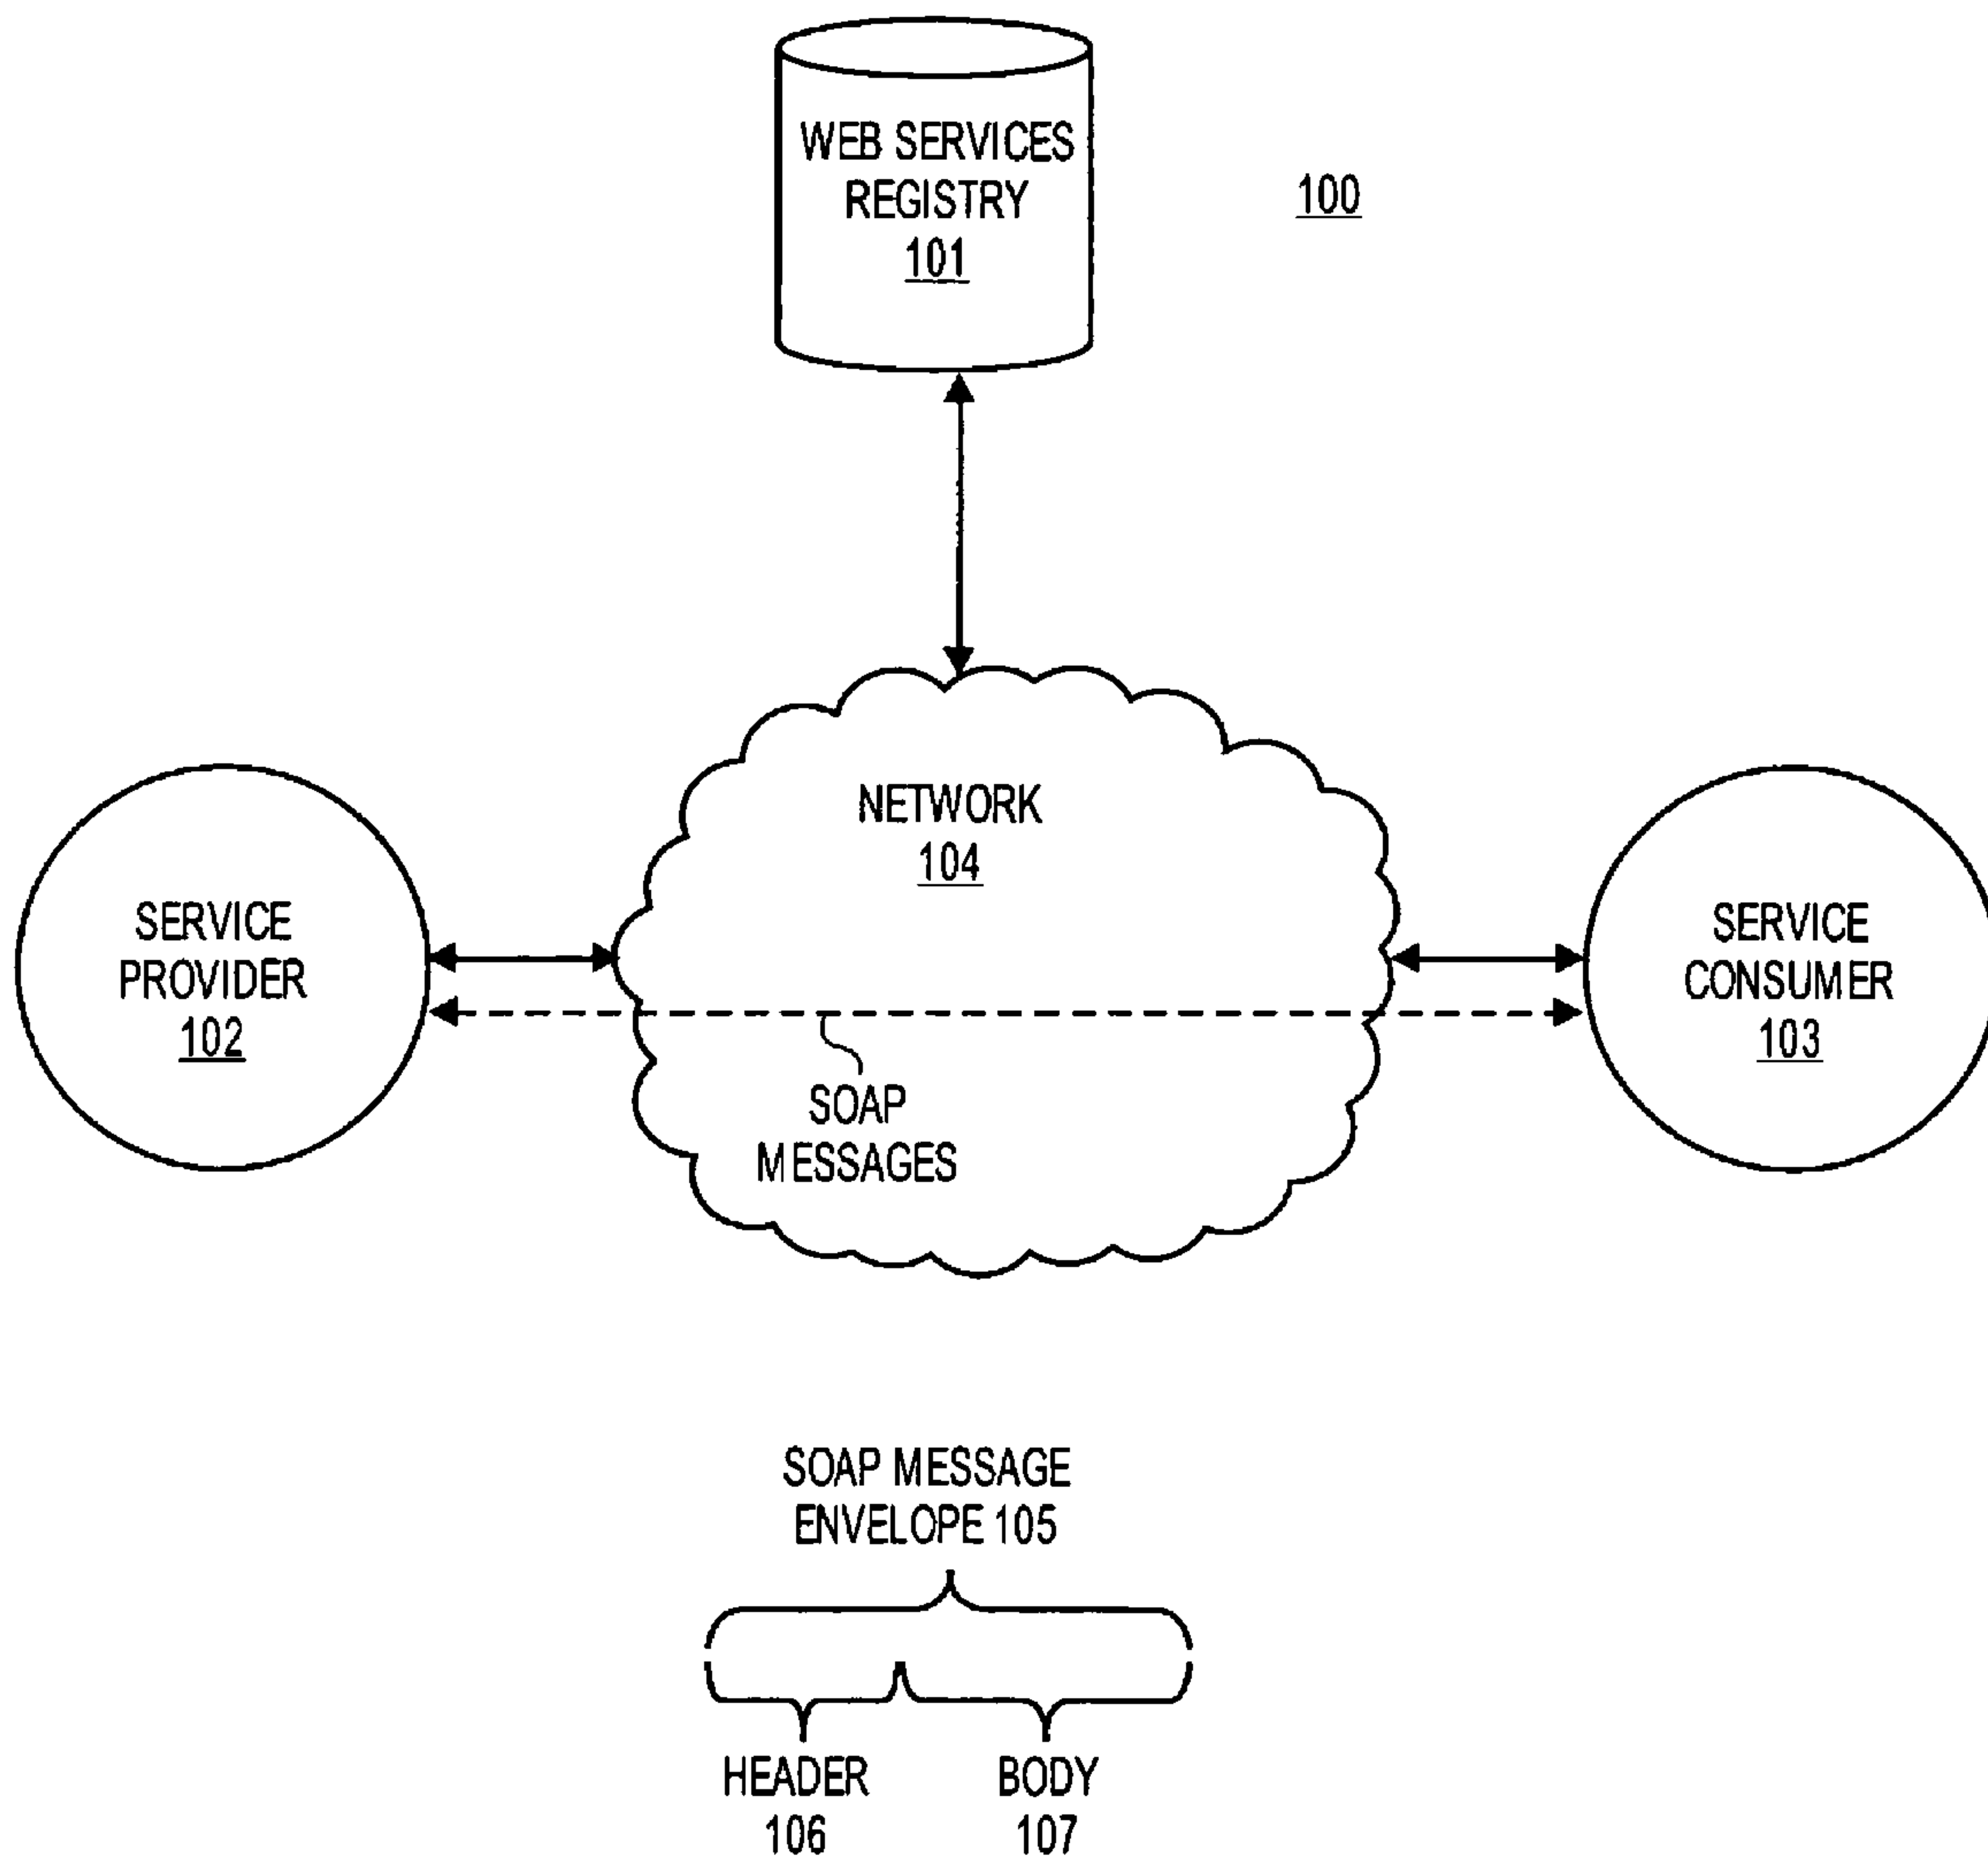 WEB SERVICES
REGISTRY
101
100
NETWORK
104
SERVICE
PROVIDER
102
SERVICE
CONSUMER
103
SOAP
MESSAGES
SOAP MESSAGE
ENVELOPE 105
HEADER
106
BODY
107